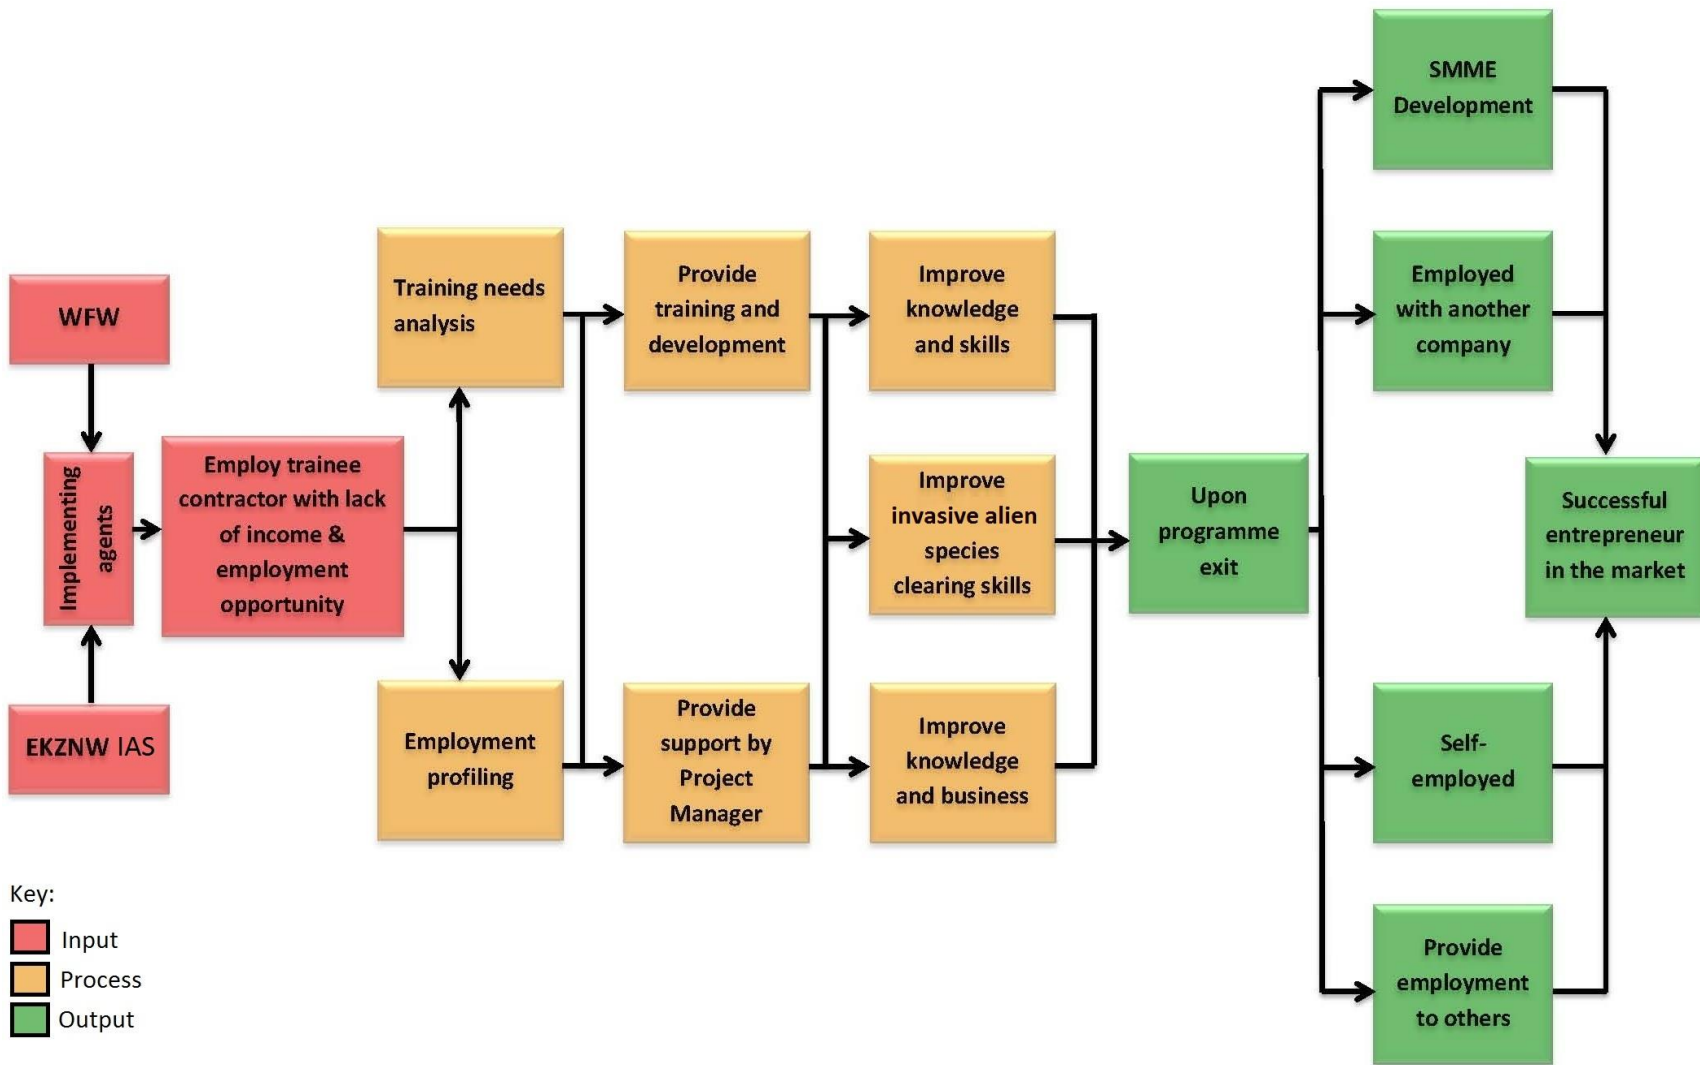 WFW
Implementing
agents
EKZNW IAS
Employ trainee
contractor with lack
of income &
employment
opportunity
Training needs
analysis
Employment
profiling
Provide
training and
development
Provide
support by
Project
Manager
Improve
knowledge
and skills
Improve
invasive alien
species
clearing skills
Improve
knowledge
and business
Upon
programme
exit
SMME
Development
Employed
with another
company
Self-
employed
Provide
employment
to others
Successful
entrepreneur
in the market
Key:
Input
Process
Output